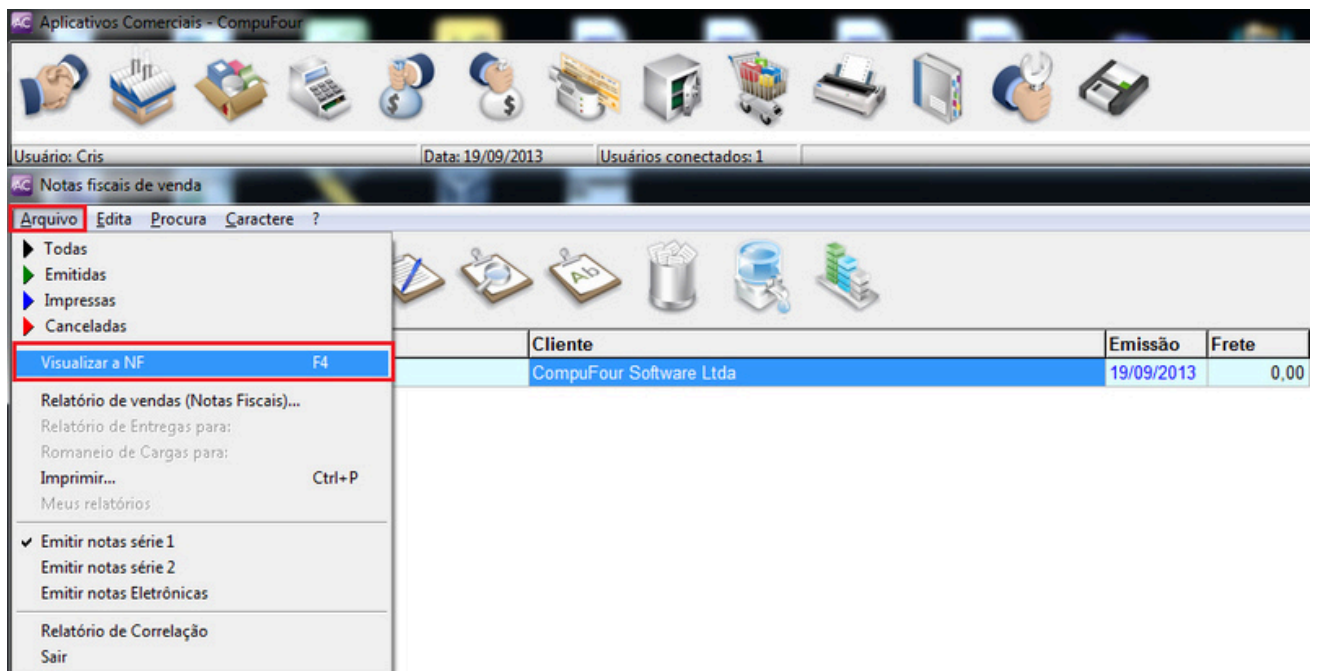 Aplicativos Comerciais - CompuFour
Usuário: Cris Data: 19/09/2013 Usuários conectados: 1
Notas fiscais de venda
Arquivo Edita Procura Caractere ?
Todas
Emitidas
Impressas
Canceladas
Visualizar a NF F4
Relatório de vendas (Notas Fiscais)...
Relatório de Entregas para:
Romaneio de Cargas para:
Imprimir... Ctrl+P
Meus relatórios
Emitir notas série 1
Emitir notas série 2
Emitir notas Eletrônicas
Relatório de Correlação
Sair
Cliente Emissão Frete
CompuFour Software Ltda 19/09/2013 0,00